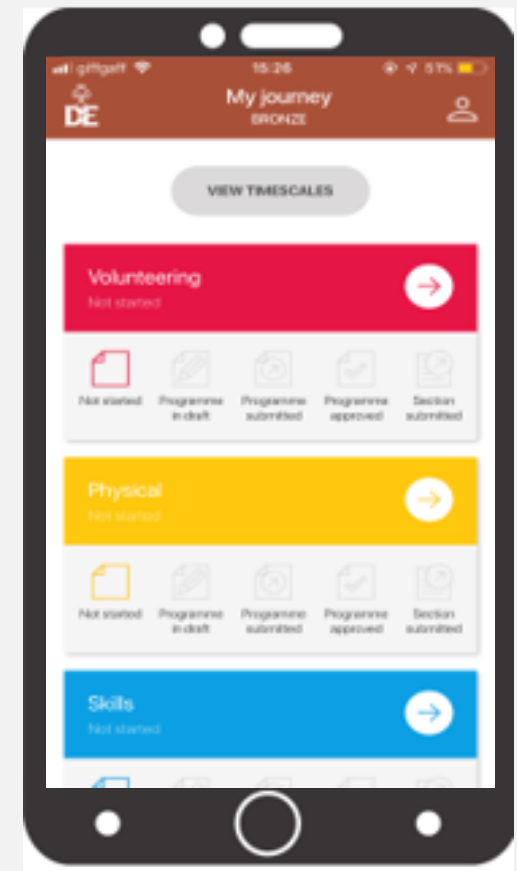 giffgaff 15:26 51%
DE My journey
BRONZE
VIEW TIMESCALES
Volunteering
Not started
Not started Programme Programme Programme Section
in draft submitted approved submitted
Physical
Not started
Not started Programme Programme Programme Section
in draft submitted approved submitted
Skills
Not started